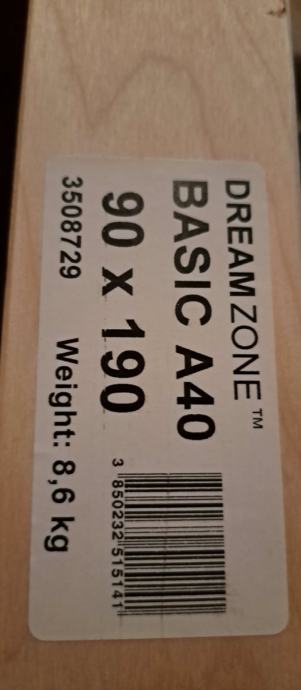 DREAMZONE™
BASIC A40
90 x 190
3508729 Weight: 8,6 kg
3 850232 515141